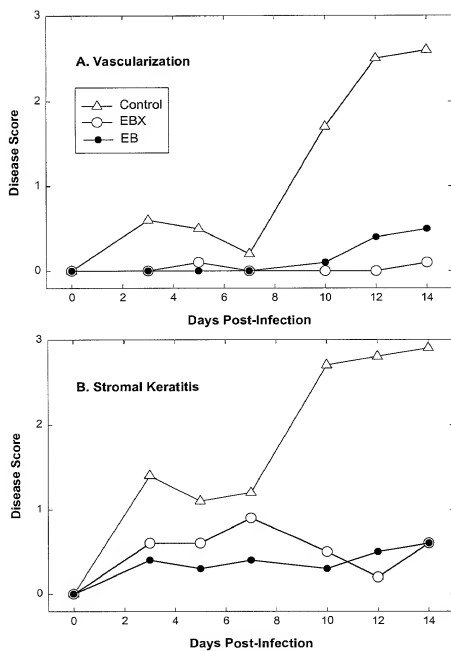 3
A. Vascularization
Control
EBX
EB
2
1
0
Disease Score
0 2 4 6 8 10 12 14
Days Post-Infection
3
B. Stromal Keratitis
2
1
0
Disease Score
0 2 4 6 8 10 12 14
Days Post-Infection